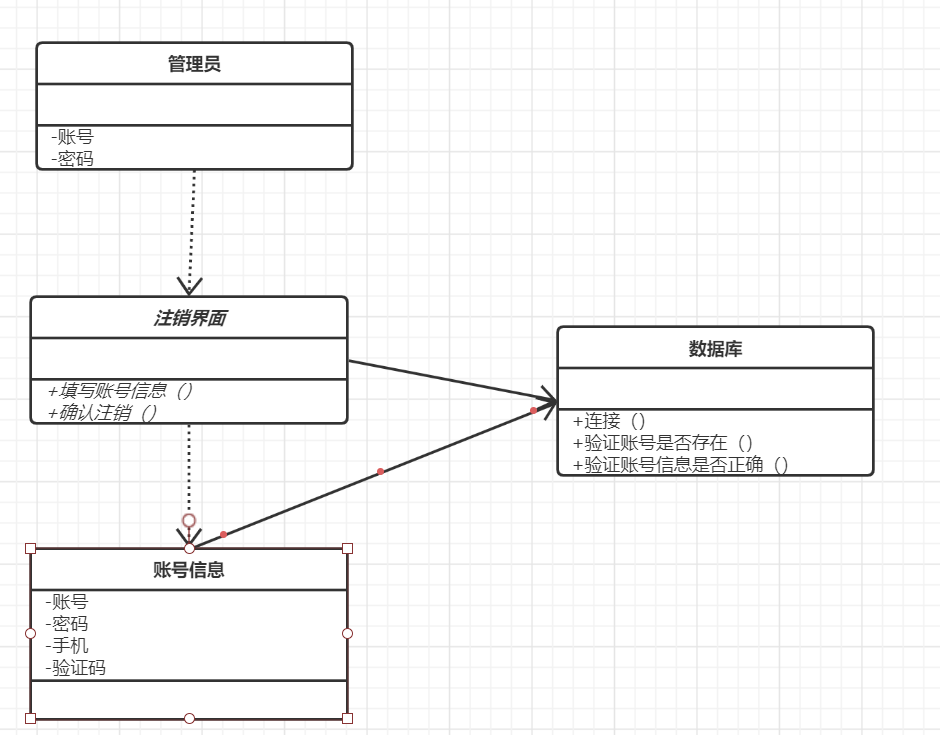 管理员
-账号
-密码
注销界面
+填写账号信息（）
+确认注销（）
数据库
+连接（）
+验证账号是否存在（）
+验证账号信息是否正确（）
账号信息
-账号
-密码
-手机
-验证码